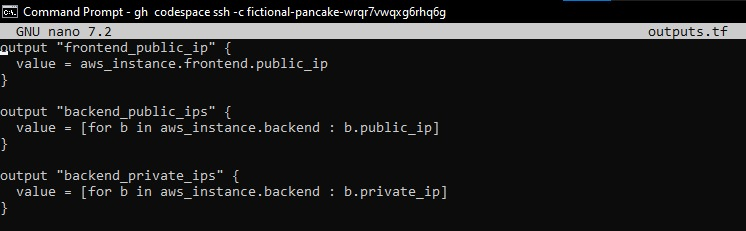 Command Prompt - gh  codespace ssh -c fictional-pancake-wrqr7vwqxg6rhq6g
GNU nano 7.2 outputs.tf
output "frontend_public_ip" {
  value = aws_instance.frontend.public_ip
}

output "backend_public_ips" {
  value = [for b in aws_instance.backend : b.public_ip]
}

output "backend_private_ips" {
  value = [for b in aws_instance.backend : b.private_ip]
}